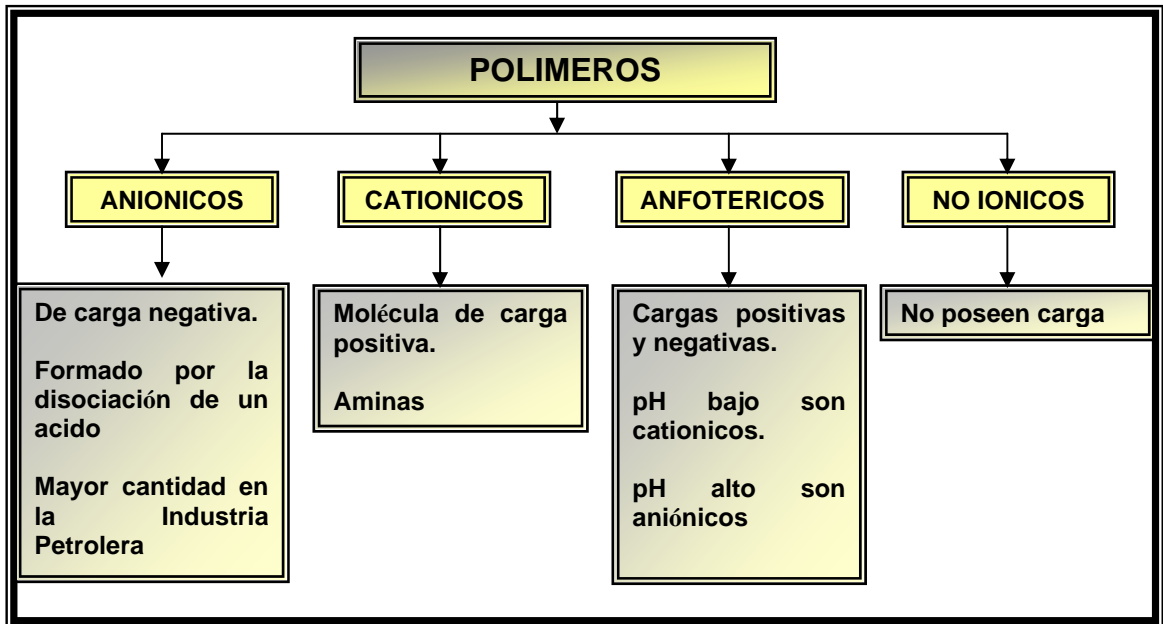 POLIMEROS
ANIONICOS
CATIONICOS
ANFOTERICOS
NO IONICOS
De carga negativa.
Formado por la
disociación de un
acido
Mayor cantidad en
la Industria
Petrolera
Molécula de carga
positiva.
Aminas
Cargas positivas
y negativas.
pH bajo son
cationicos.
pH alto son
aniónicos
No poseen carga